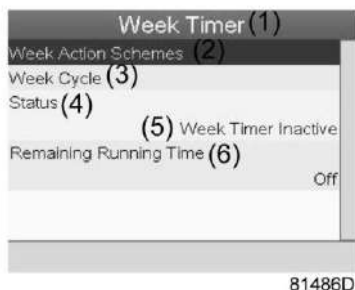 Week Timer (1)
Week Action Schemes (2)
Week Cycle (3)
Status (4)
(5) Week Timer Inactive
Remaining Running Time (6)
Off
81486D